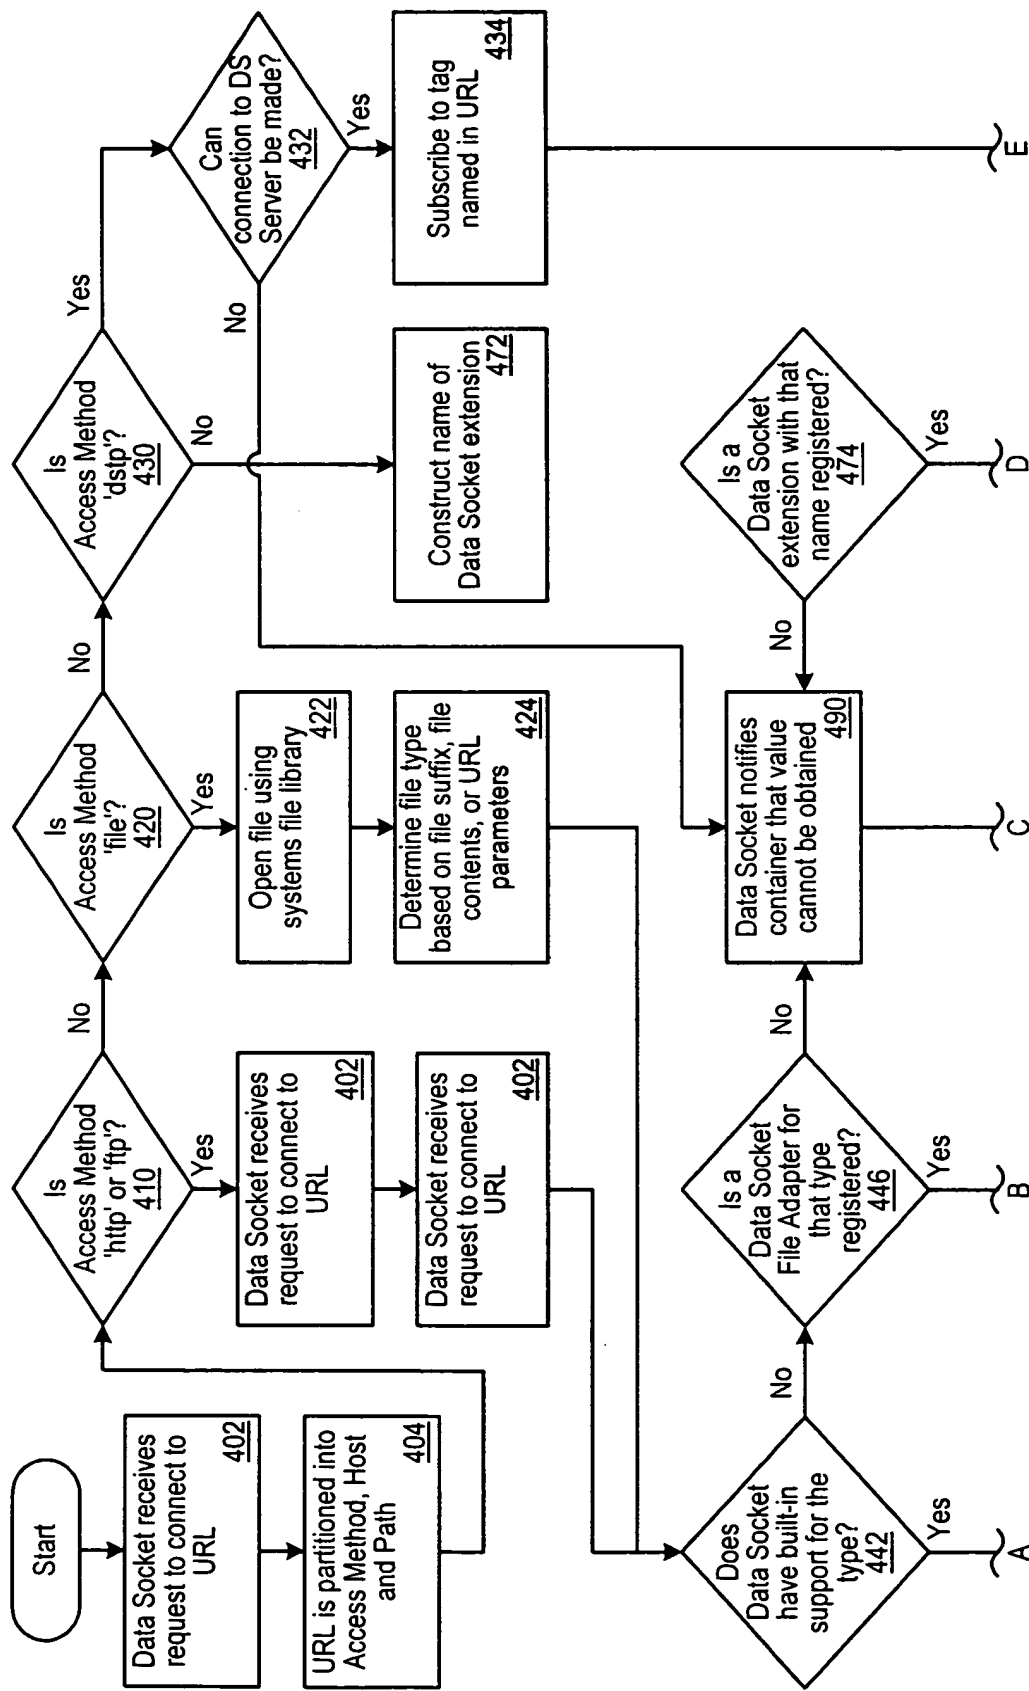 Start
Data Socket receives
request to connect to
URL
402
URL is partitioned into
Access Method, Host
and Path
404
Is
Access Method
'http' or 'ftp'?
410
Yes
No
Data Socket receives
request to connect to
URL
402
Data Socket receives
request to connect to
URL
402
Is
Access Method
'file'?
420
Yes
No
Open file using
systems file library
422
Determine file type
based on file suffix, file
contents, or URL
parameters
424
Is
Access Method
'dstp'?
430
Yes
No
Construct name of
Data Socket extension
472
Can
connection to DS
Server be made?
432
Yes
No
Subscribe to tag
named in URL
434
Does
Data Socket
have built-in
support for the
type?
442
No
Yes
A
Is a
Data Socket
File Adapter for
that type
registered?
446
No
Yes
B
Data Socket notifies
container that value
cannot be obtained
490
C
Is a
Data Socket
extension with that
name registered?
474
No
Yes
D
E